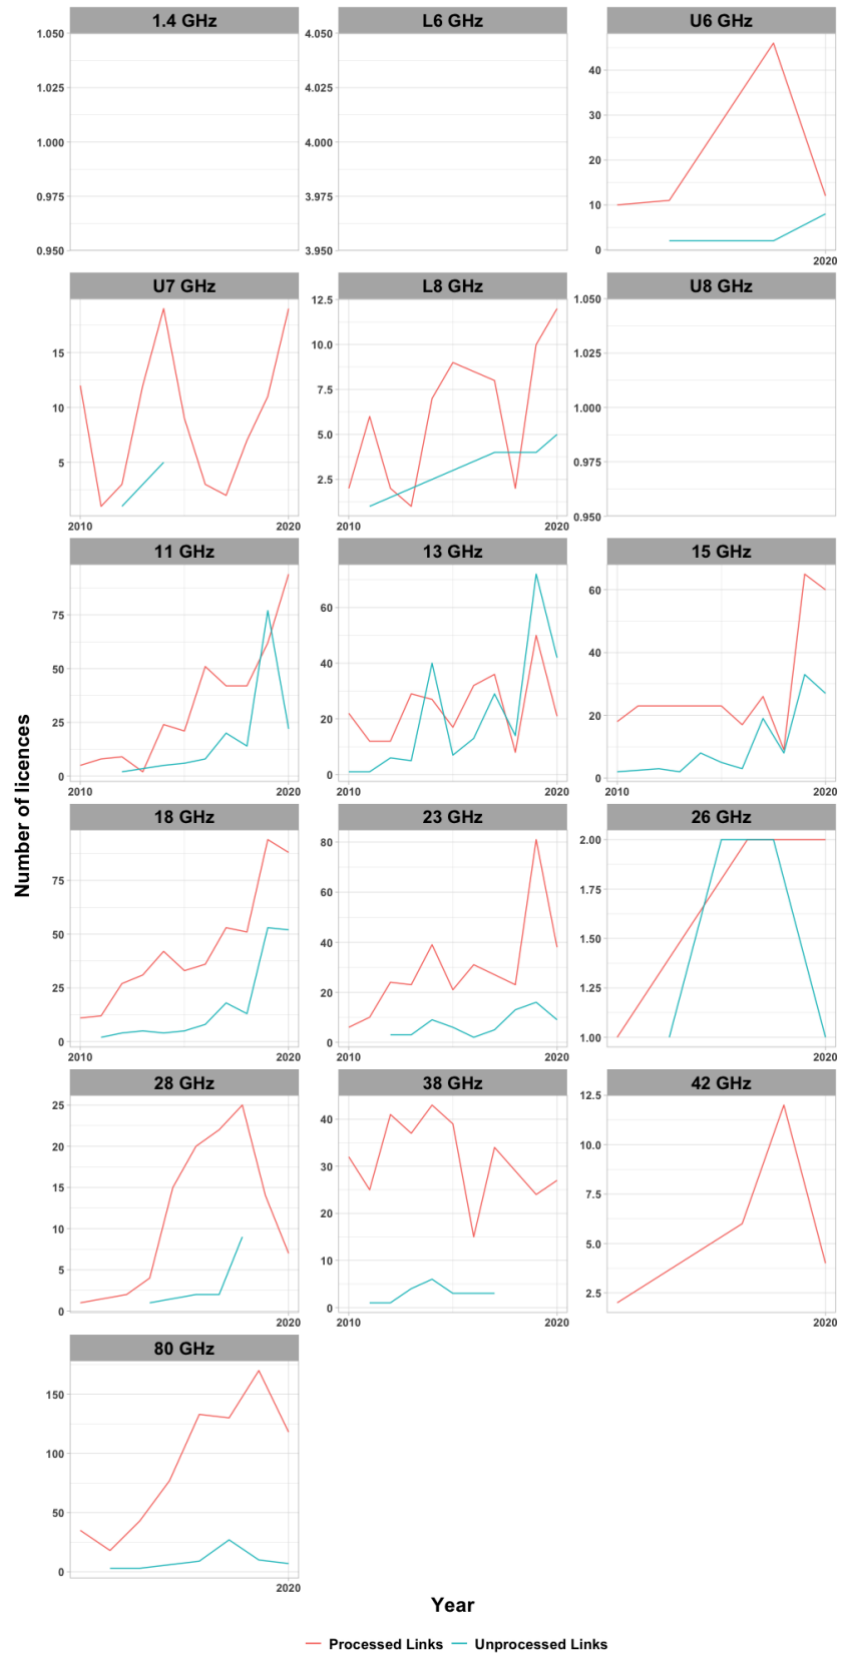 1.4 GHz L6 GHz U6 GHz
1.050 4.050
1.025 4.025 40
30
1.000 4.000
20
0.975 3.975
10
0.950 3.950 0
2020
U7 GHz L8 GHz U8 GHz
12.5 1.050
15 10.0 1.025
10 7.5 1.000
5.0
5 0.975
2.5
0.950
2010 2020 2010 2020
11 GHz 13 GHz 15 GHz
75 60 60
50 40 40
25 20 20
0 0 0
2010 2020 2010 2020 2010 2020
18 GHz 23 GHz 26 GHz
80 2.00
75 60 1.75
50 40 1.50
25 20 1.25
0 0 1.00
2010 2020 2010 2020 2020
28 GHz 38 GHz 42 GHz
25 40 12.5
20 30 10.0
15 7.5
20
10 5.0
10
5 2.5
0 0
2020 2010 2020 2020
80 GHz
150
100
50
0
2020
Number of licences
Year
Processed Links Unprocessed Links